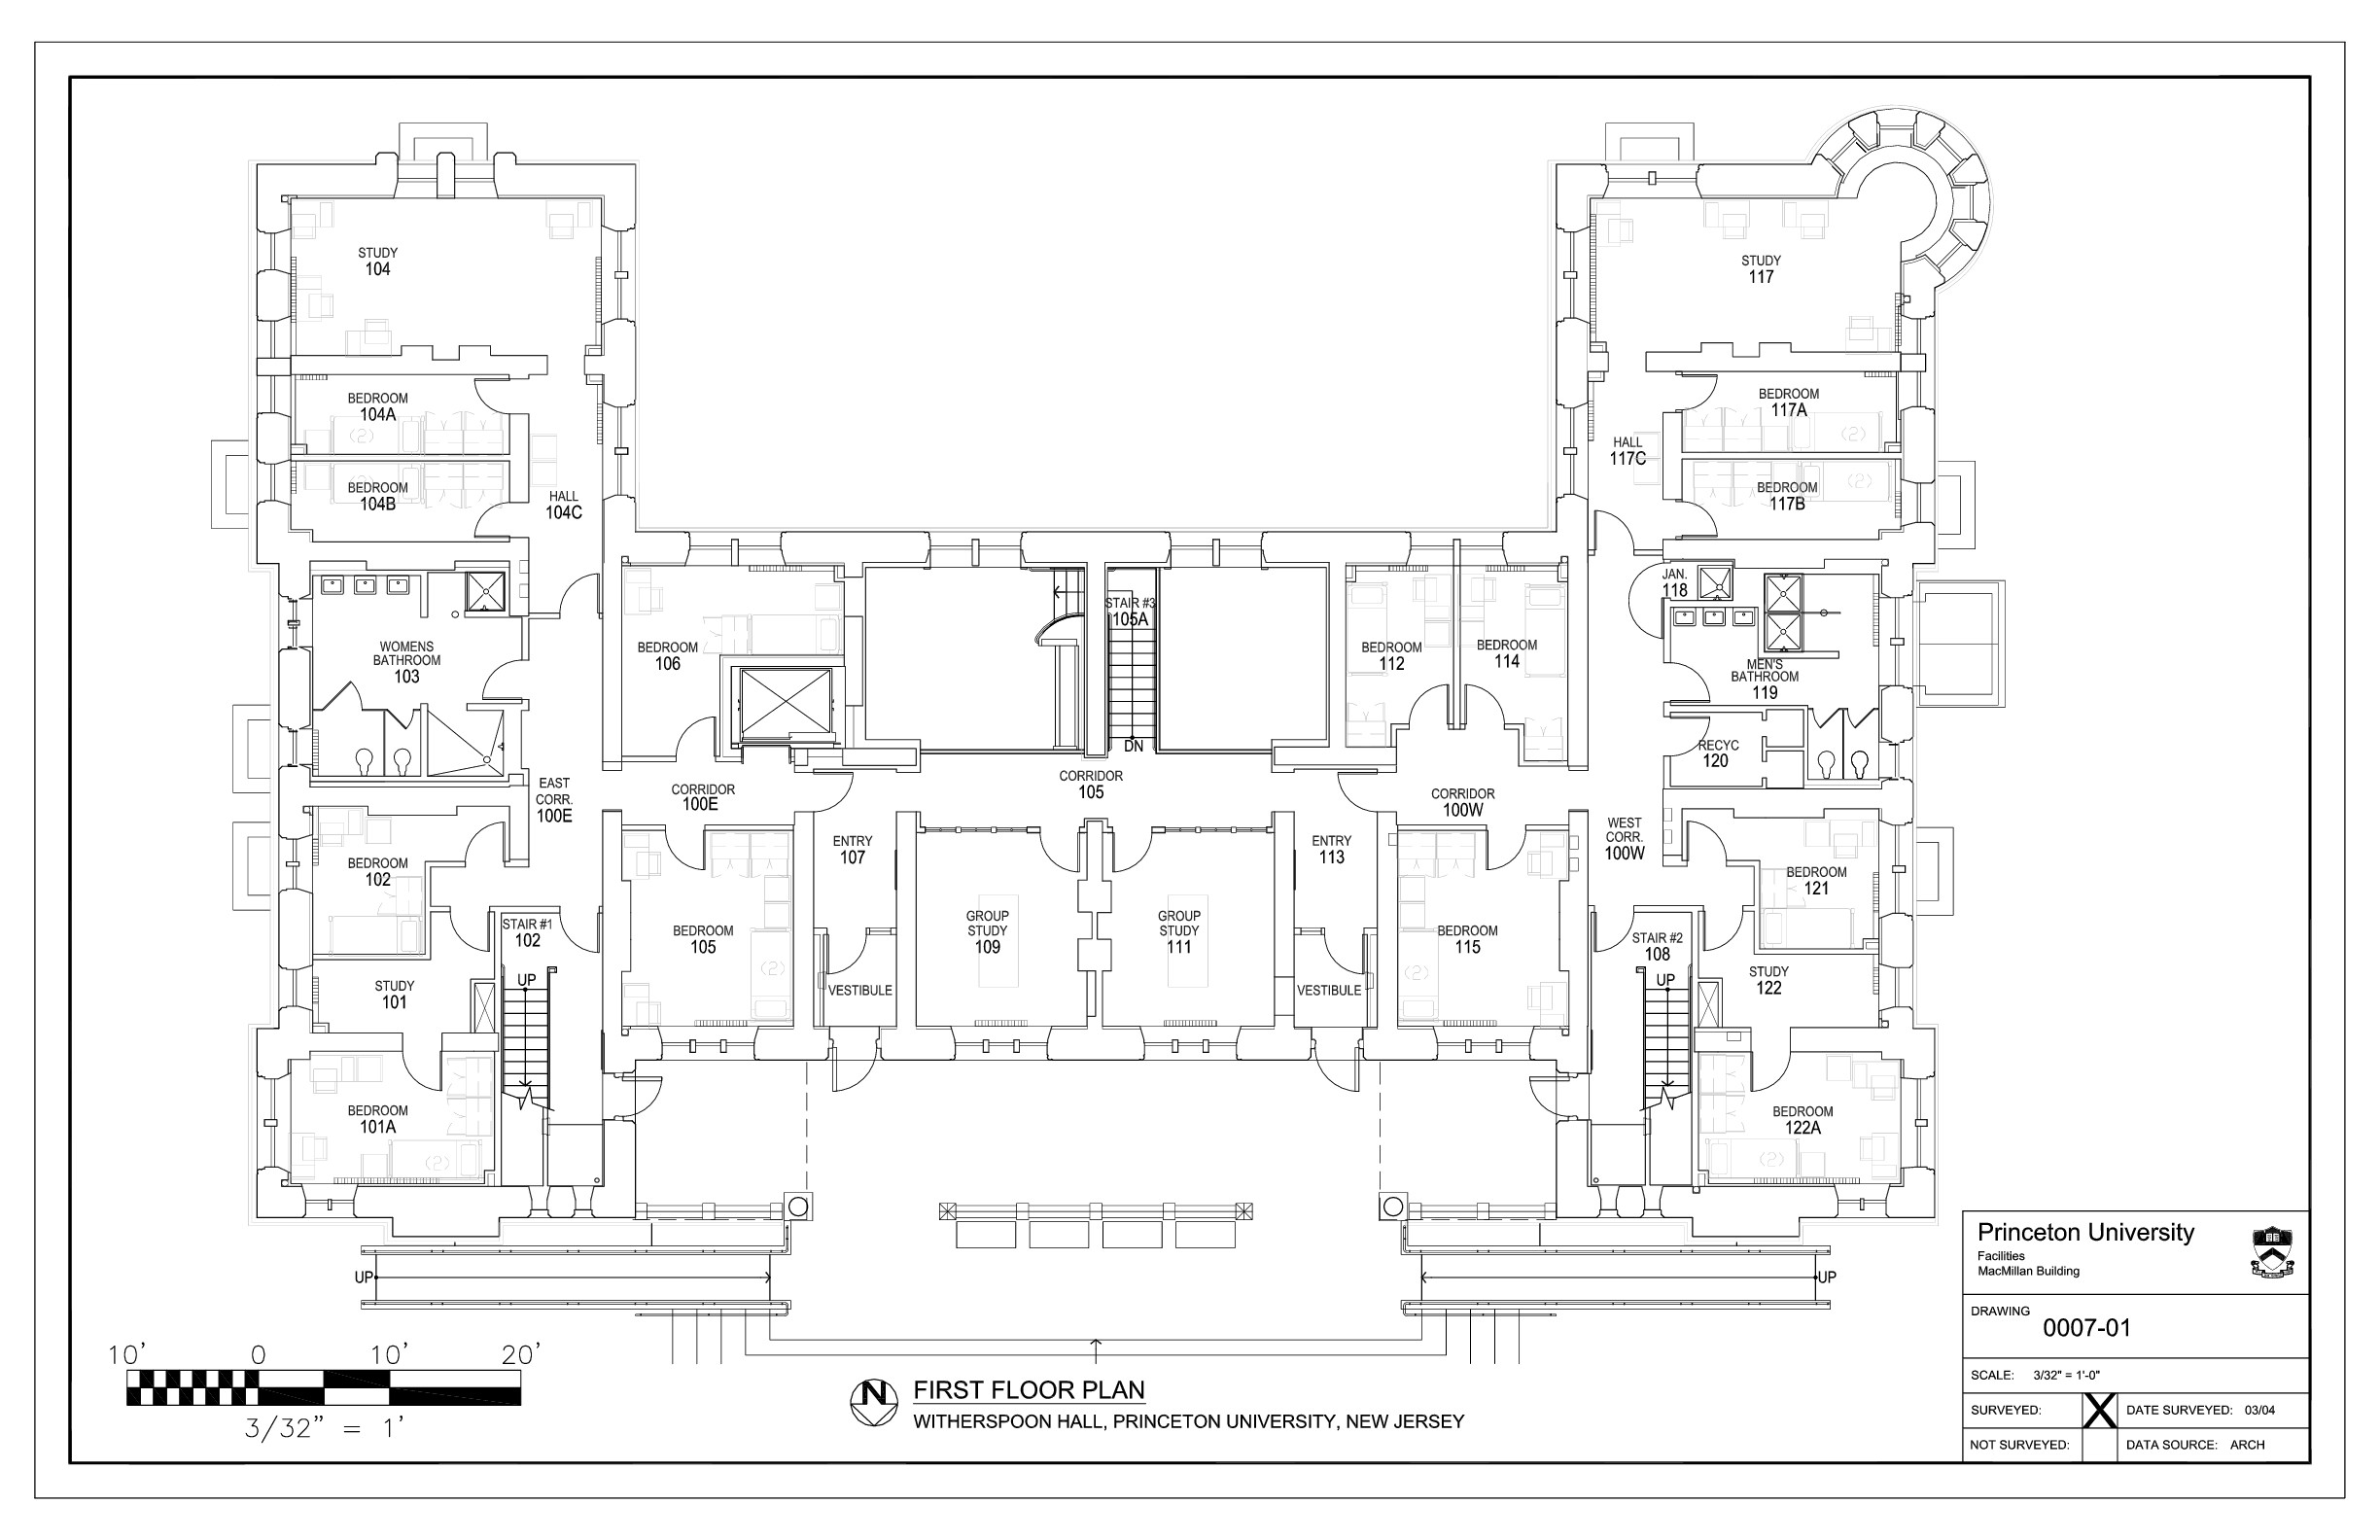 STUDY
104
STUDY
117
BEDROOM
104A
BEDROOM
117A
(2)
(2)
HALL
117C
BEDROOM
104B
(2)
BEDROOM
117B
(2)
HALL
104C
JAN.
118
STAIR #3
105A
WOMENS
BATHROOM
103
BEDROOM
106
BEDROOM
112
BEDROOM
114
MEN'S
BATHROOM
119
DN
RECYC
120
EAST
CORR.
100E
CORRIDOR
100E
CORRIDOR
105
CORRIDOR
100W
WEST
CORR.
100W
ENTRY
107
ENTRY
113
BEDROOM
102
BEDROOM
121
STAIR #1
102
BEDROOM
105
(2)
GROUP
STUDY
109
GROUP
STUDY
111
BEDROOM
115
(2)
STAIR #2
108
UP
UP
STUDY
101
VESTIBULE
VESTIBULE
STUDY
122
BEDROOM
101A
(2)
BEDROOM
122A
(2)
UP
UP
10' 0 10' 20'
3/32" = 1'
N
FIRST FLOOR PLAN
WITHERSPOON HALL, PRINCETON UNIVERSITY, NEW JERSEY
Princeton University
Facilities
MacMillan Building
DRAWING
0007-01
SCALE: 3/32" = 1'-0"
SURVEYED: X DATE SURVEYED: 03/04
NOT SURVEYED: DATA SOURCE: ARCH